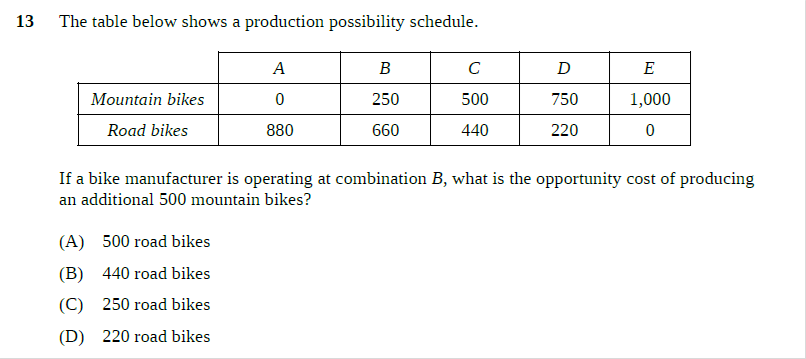 13 The table below shows a production possibility schedule.
A B C D E
Mountain bikes 0 250 500 750 1,000
Road bikes 880 660 440 220 0
If a bike manufacturer is operating at combination B, what is the opportunity cost of producing
an additional 500 mountain bikes?
(A) 500 road bikes
(B) 440 road bikes
(C) 250 road bikes
(D) 220 road bikes